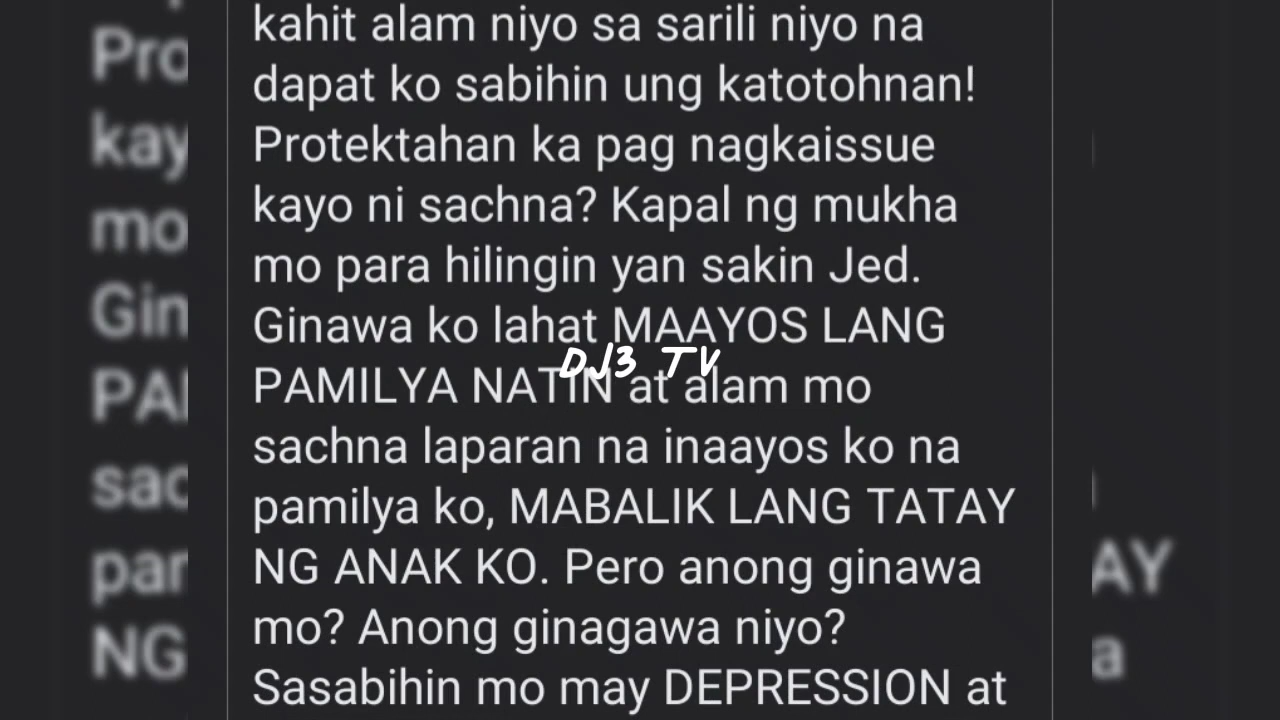 kahit alam niyo sa sarili niyo na
dapat ko sabihin ung katotohnan!
Protektahan ka pag nagkaissue
kayo ni sachna? Kapal ng mukha
mo para hilingin yan sakin Jed.
Ginawa ko lahat MAAYOS LANG
DJ3 TV
PAMILYA NATIN at alam mo
sachna laparan na inaayos ko na
pamilya ko, MABALIK LANG TATAY
NG ANAK KO. Pero anong ginawa
mo? Anong ginagawa niyo?
Sasabihin mo may DEPRESSION at